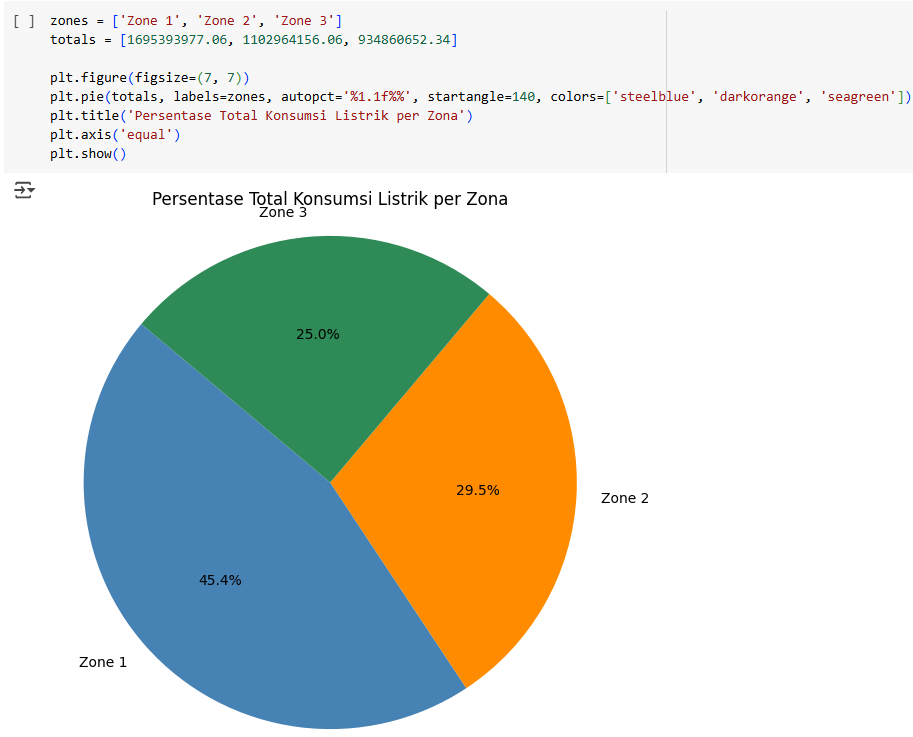 [ ] zones = ['Zone 1', 'Zone 2', 'Zone 3']
totals = [1695393977.06, 1102964156.06, 934860652.34]
plt.figure(figsize=(7, 7))
plt.pie(totals, labels=zones, autopct='%1.1f%%', startangle=140, colors=['steelblue', 'darkorange', 'seagreen'])
plt.title('Persentase Total Konsumsi Listrik per Zona')
plt.axis('equal')
plt.show()
Persentase Total Konsumsi Listrik per Zona
Zone 3
25.0%
29.5%
Zone 2
45.4%
Zone 1